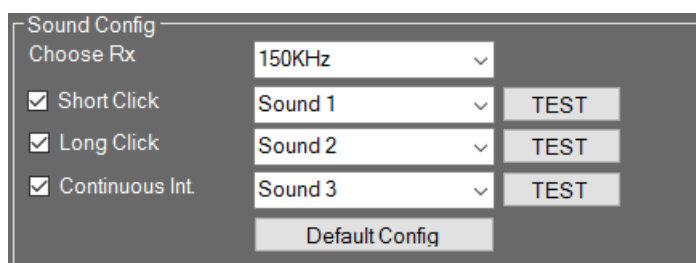 Sound Config
Choose Rx 150KHz
Short Click Sound 1 TEST
Long Click Sound 2 TEST
Continuous Int. Sound 3 TEST
Default Config